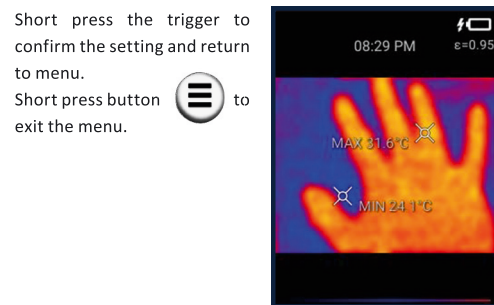 Short press the trigger to
confirm the setting and return
to menu.
Short press button to
exit the menu.
08:29 PM
ε=0.95
MAX 31.6°C
MIN 24.1°C